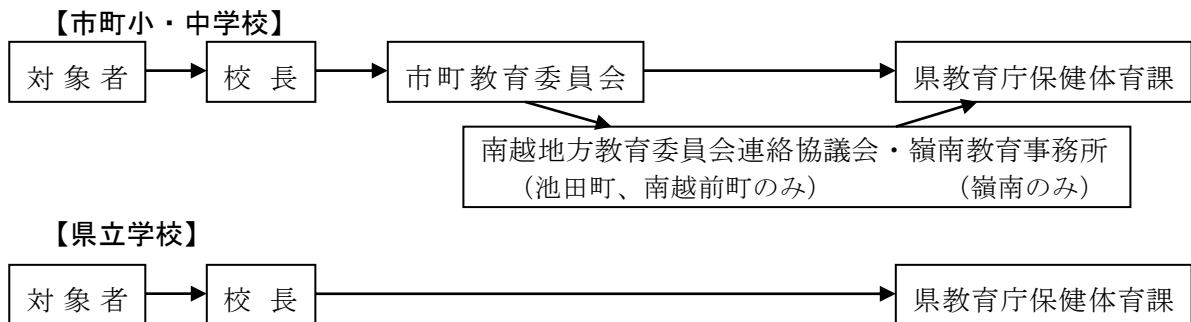 【市町小・中学校】
対象者 校長 市町教育委員会 県教育庁保健体育課
南越地方教育委員会連絡協議会・嶺南教育事務所
（池田町、南越前町のみ） （嶺南のみ）
【県立学校】
対象者 校長 県教育庁保健体育課